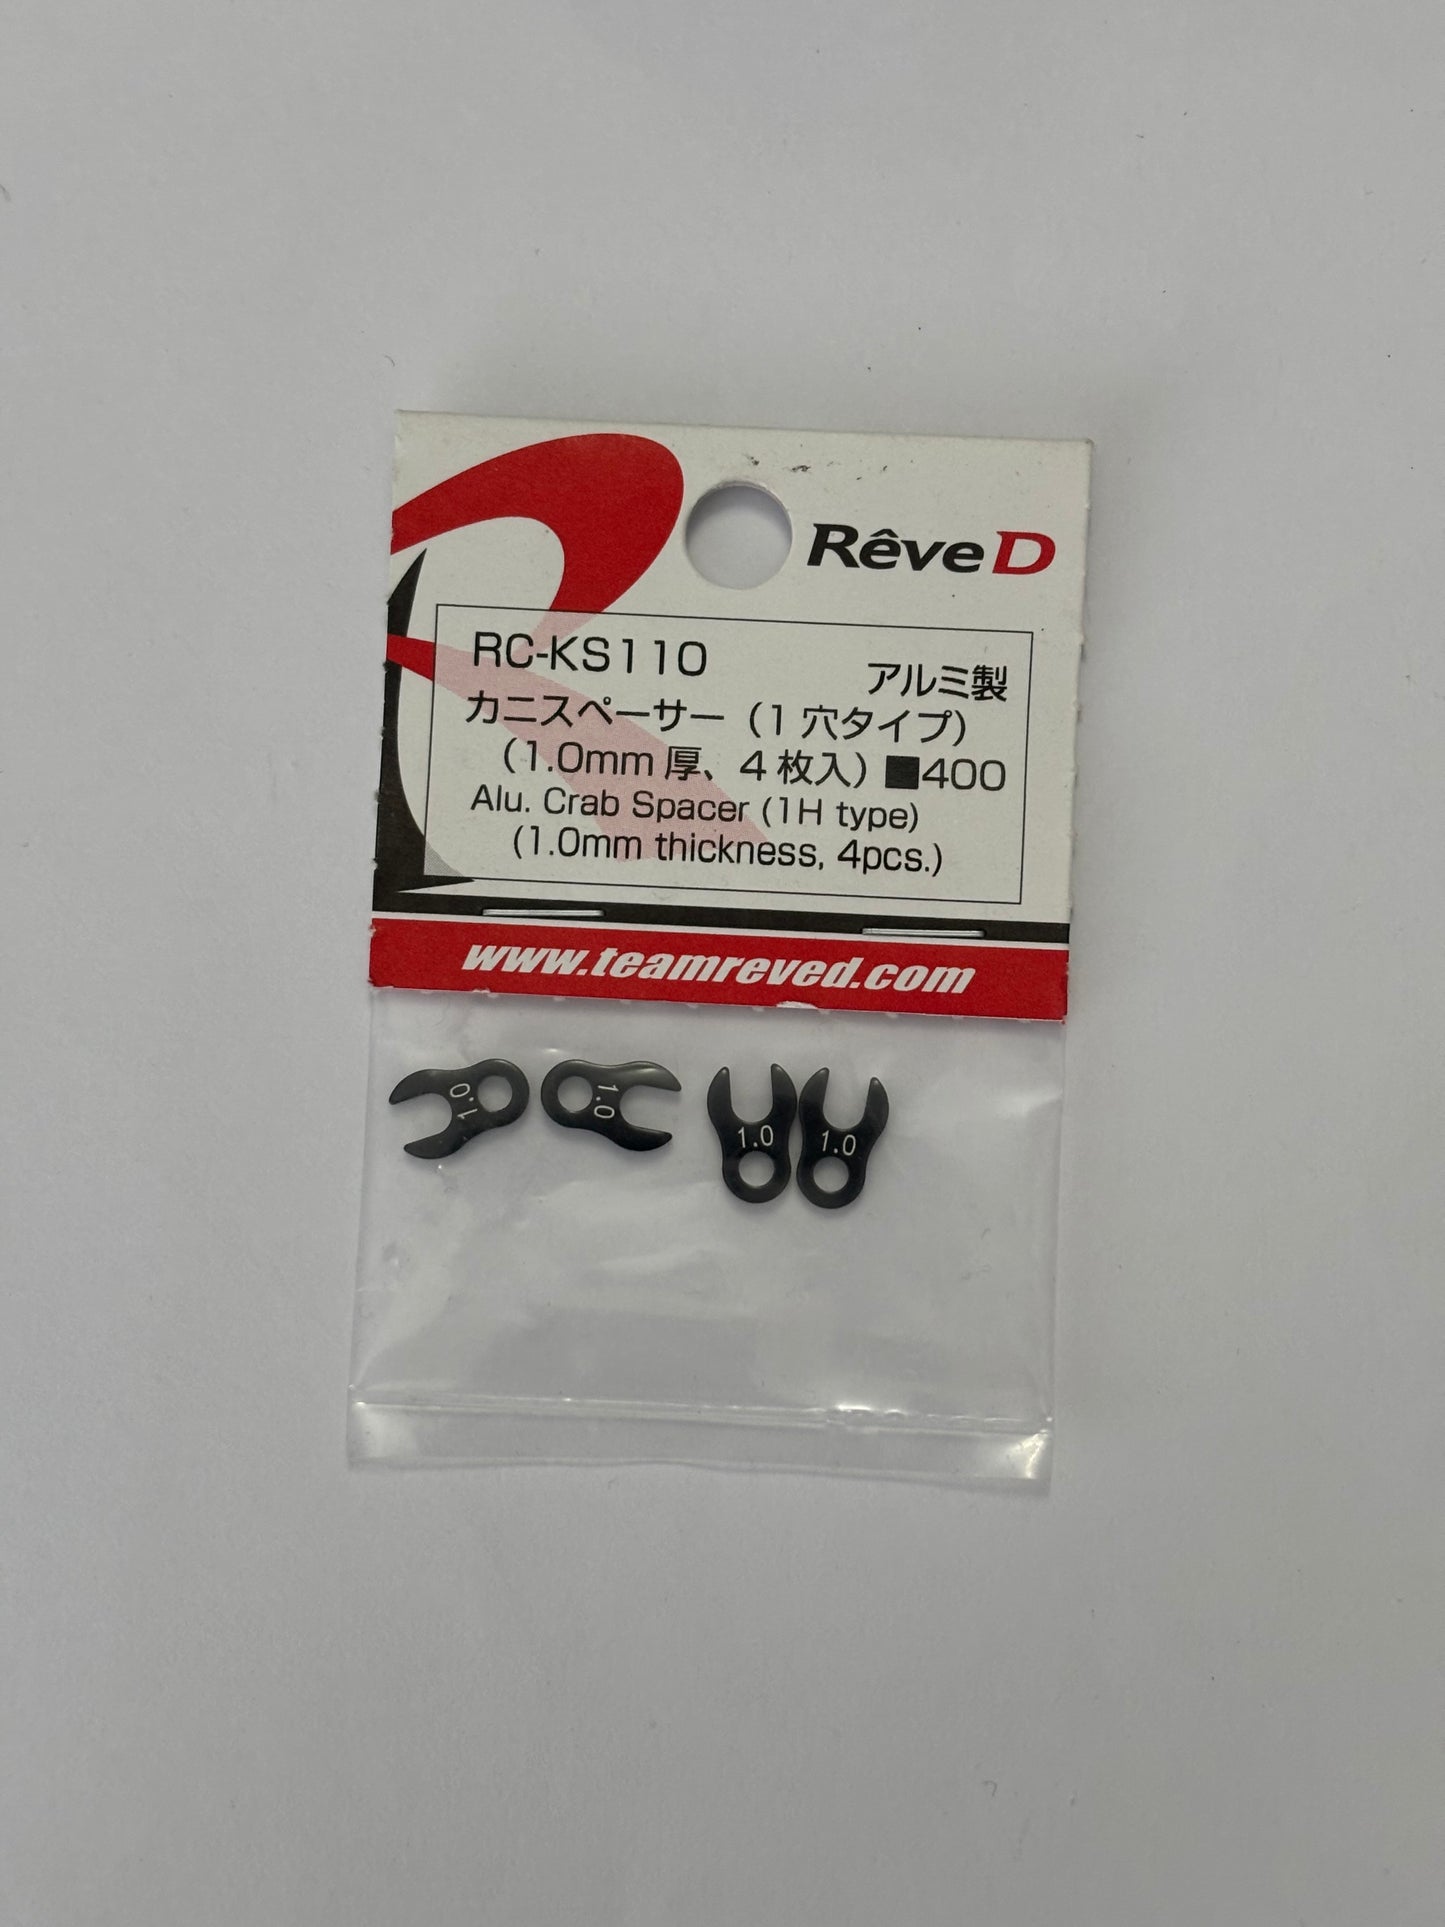 RêveD
RC-KS110
アルミ製
カニスペーサー（1穴タイプ）
（1.0mm厚、4枚入）■400
Alu. Crab Spacer (1H type)
(1.0mm thickness, 4pcs.)
www.teamreved.com
1.0
1.0
1.0
1.0